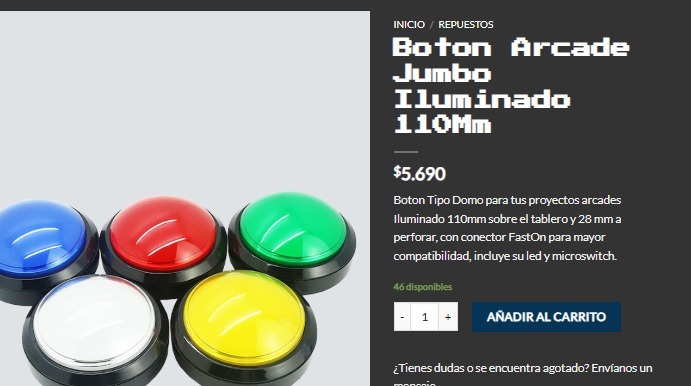 INICIO / REPUESTOS
Boton Arcade
Jumbo
Iluminado
110Mm
$5.690
Boton Tipo Domo para tus proyectos arcades
Iluminado 110mm sobre el tablero y 28 mm a
perforar, con conector FastOn para mayor
compatibilidad, incluye su led y microswitch.
46 disponibles
- 1 + AÑADIR AL CARRITO
¿Tienes dudas o se encuentra agotado? Envíanos un
mensaje